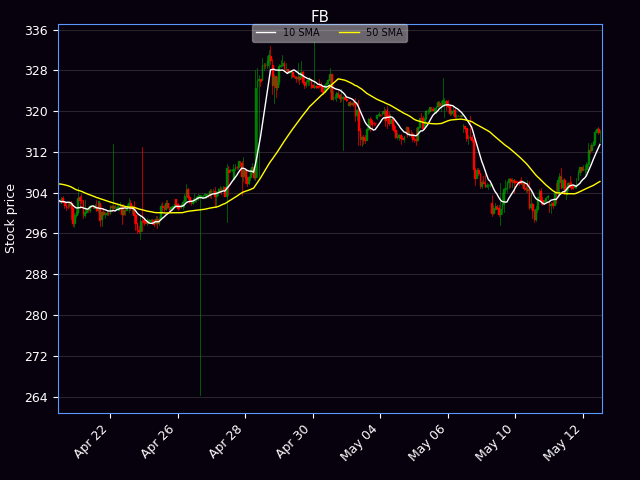 FB
10 SMA
50 SMA
Stock price
336
328
320
312
304
296
288
280
272
264
Apr 22
Apr 26
Apr 28
Apr 30
May 04
May 06
May 10
May 12